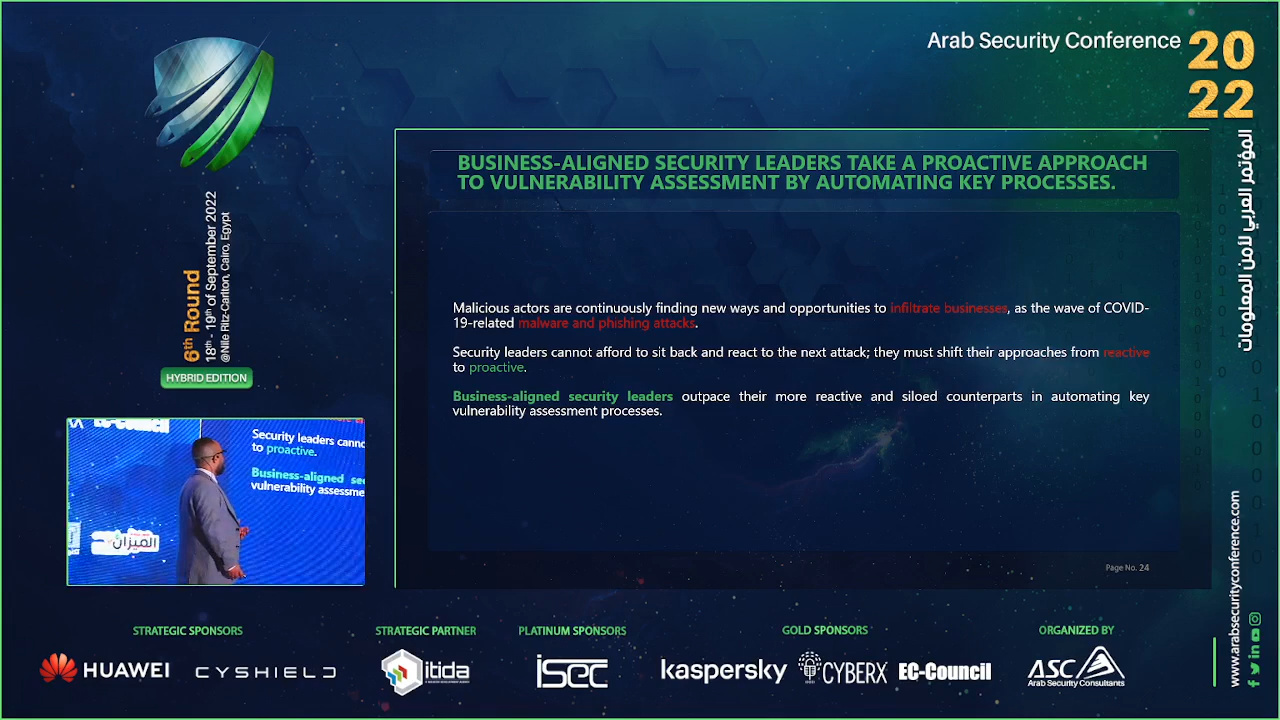 Arab Security Conference
20
22
المؤتمر العربي لأمن المعلومات
6th Round
18th - 19th of September 2022
@Nile Ritz-Carlton, Cairo, Egypt
HYBRID EDITION
BUSINESS-ALIGNED SECURITY LEADERS TAKE A PROACTIVE APPROACH
TO VULNERABILITY ASSESSMENT BY AUTOMATING KEY PROCESSES.
Malicious actors are continuously finding new ways and opportunities to infiltrate businesses, as the wave of COVID-
19-related malware and phishing attacks.
Security leaders cannot afford to sit back and react to the next attack; they must shift their approaches from reactive
to proactive.
Business-aligned security leaders outpace their more reactive and siloed counterparts in automating key
vulnerability assessment processes.
Page No. 24
EC-Council
Security leaders canno
to proactive.
Business-aligned sec
vulnerability assessme
الميزان
www.arabsecurityconference.com
STRATEGIC SPONSORS
HUAWEI
CYSHIELD
STRATEGIC PARTNER
itida
PLATINUM SPONSORS
isec
GOLD SPONSORS
kaspersky
CYBERX
EC-Council
ORGANIZED BY
ASC
Arab Security Consultants